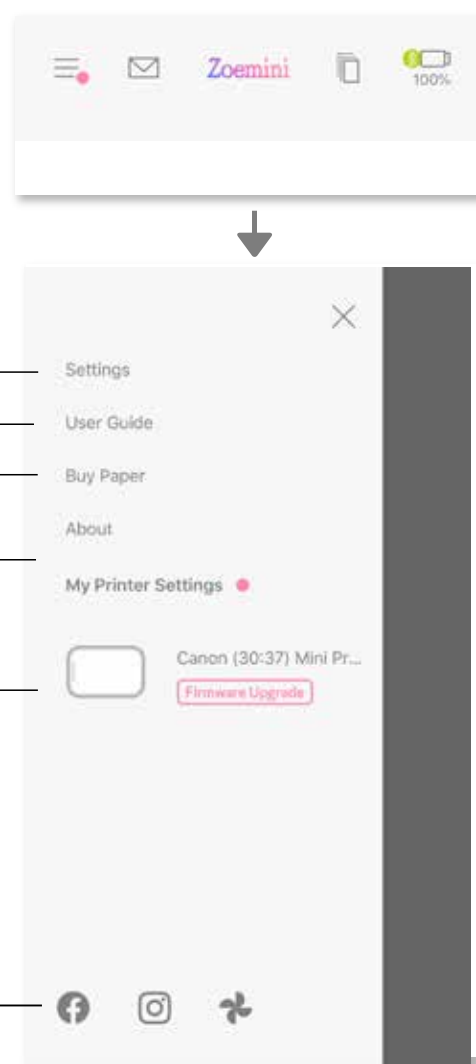 Zoemini
100%
Settings
User Guide
Buy Paper
About
My Printer Settings
Canon (30:37) Mini Pr...
Firmware Upgrade